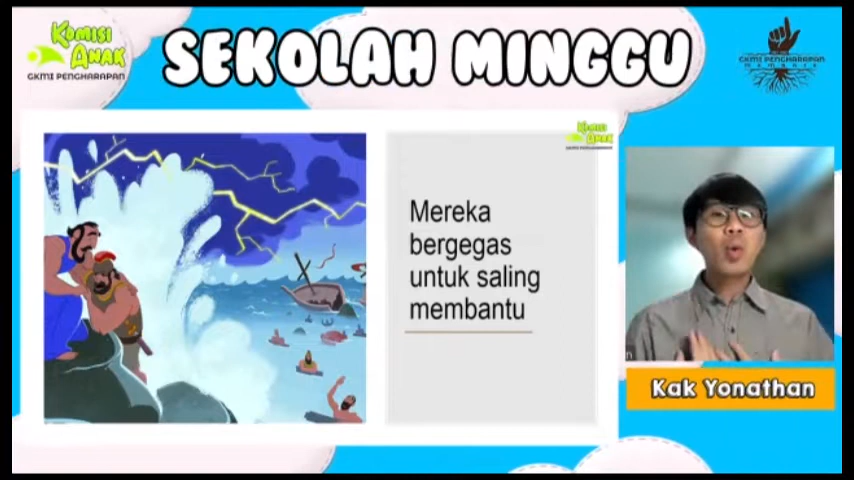 KOMISI
ANAK
GKMI PENGHARAPAN
SEKOLAH MINGGU
GKMI PENGHARAPAN
KOMISI
ANAK
Mereka
bergegas
untuk saling
membantu
Kak Yonathan